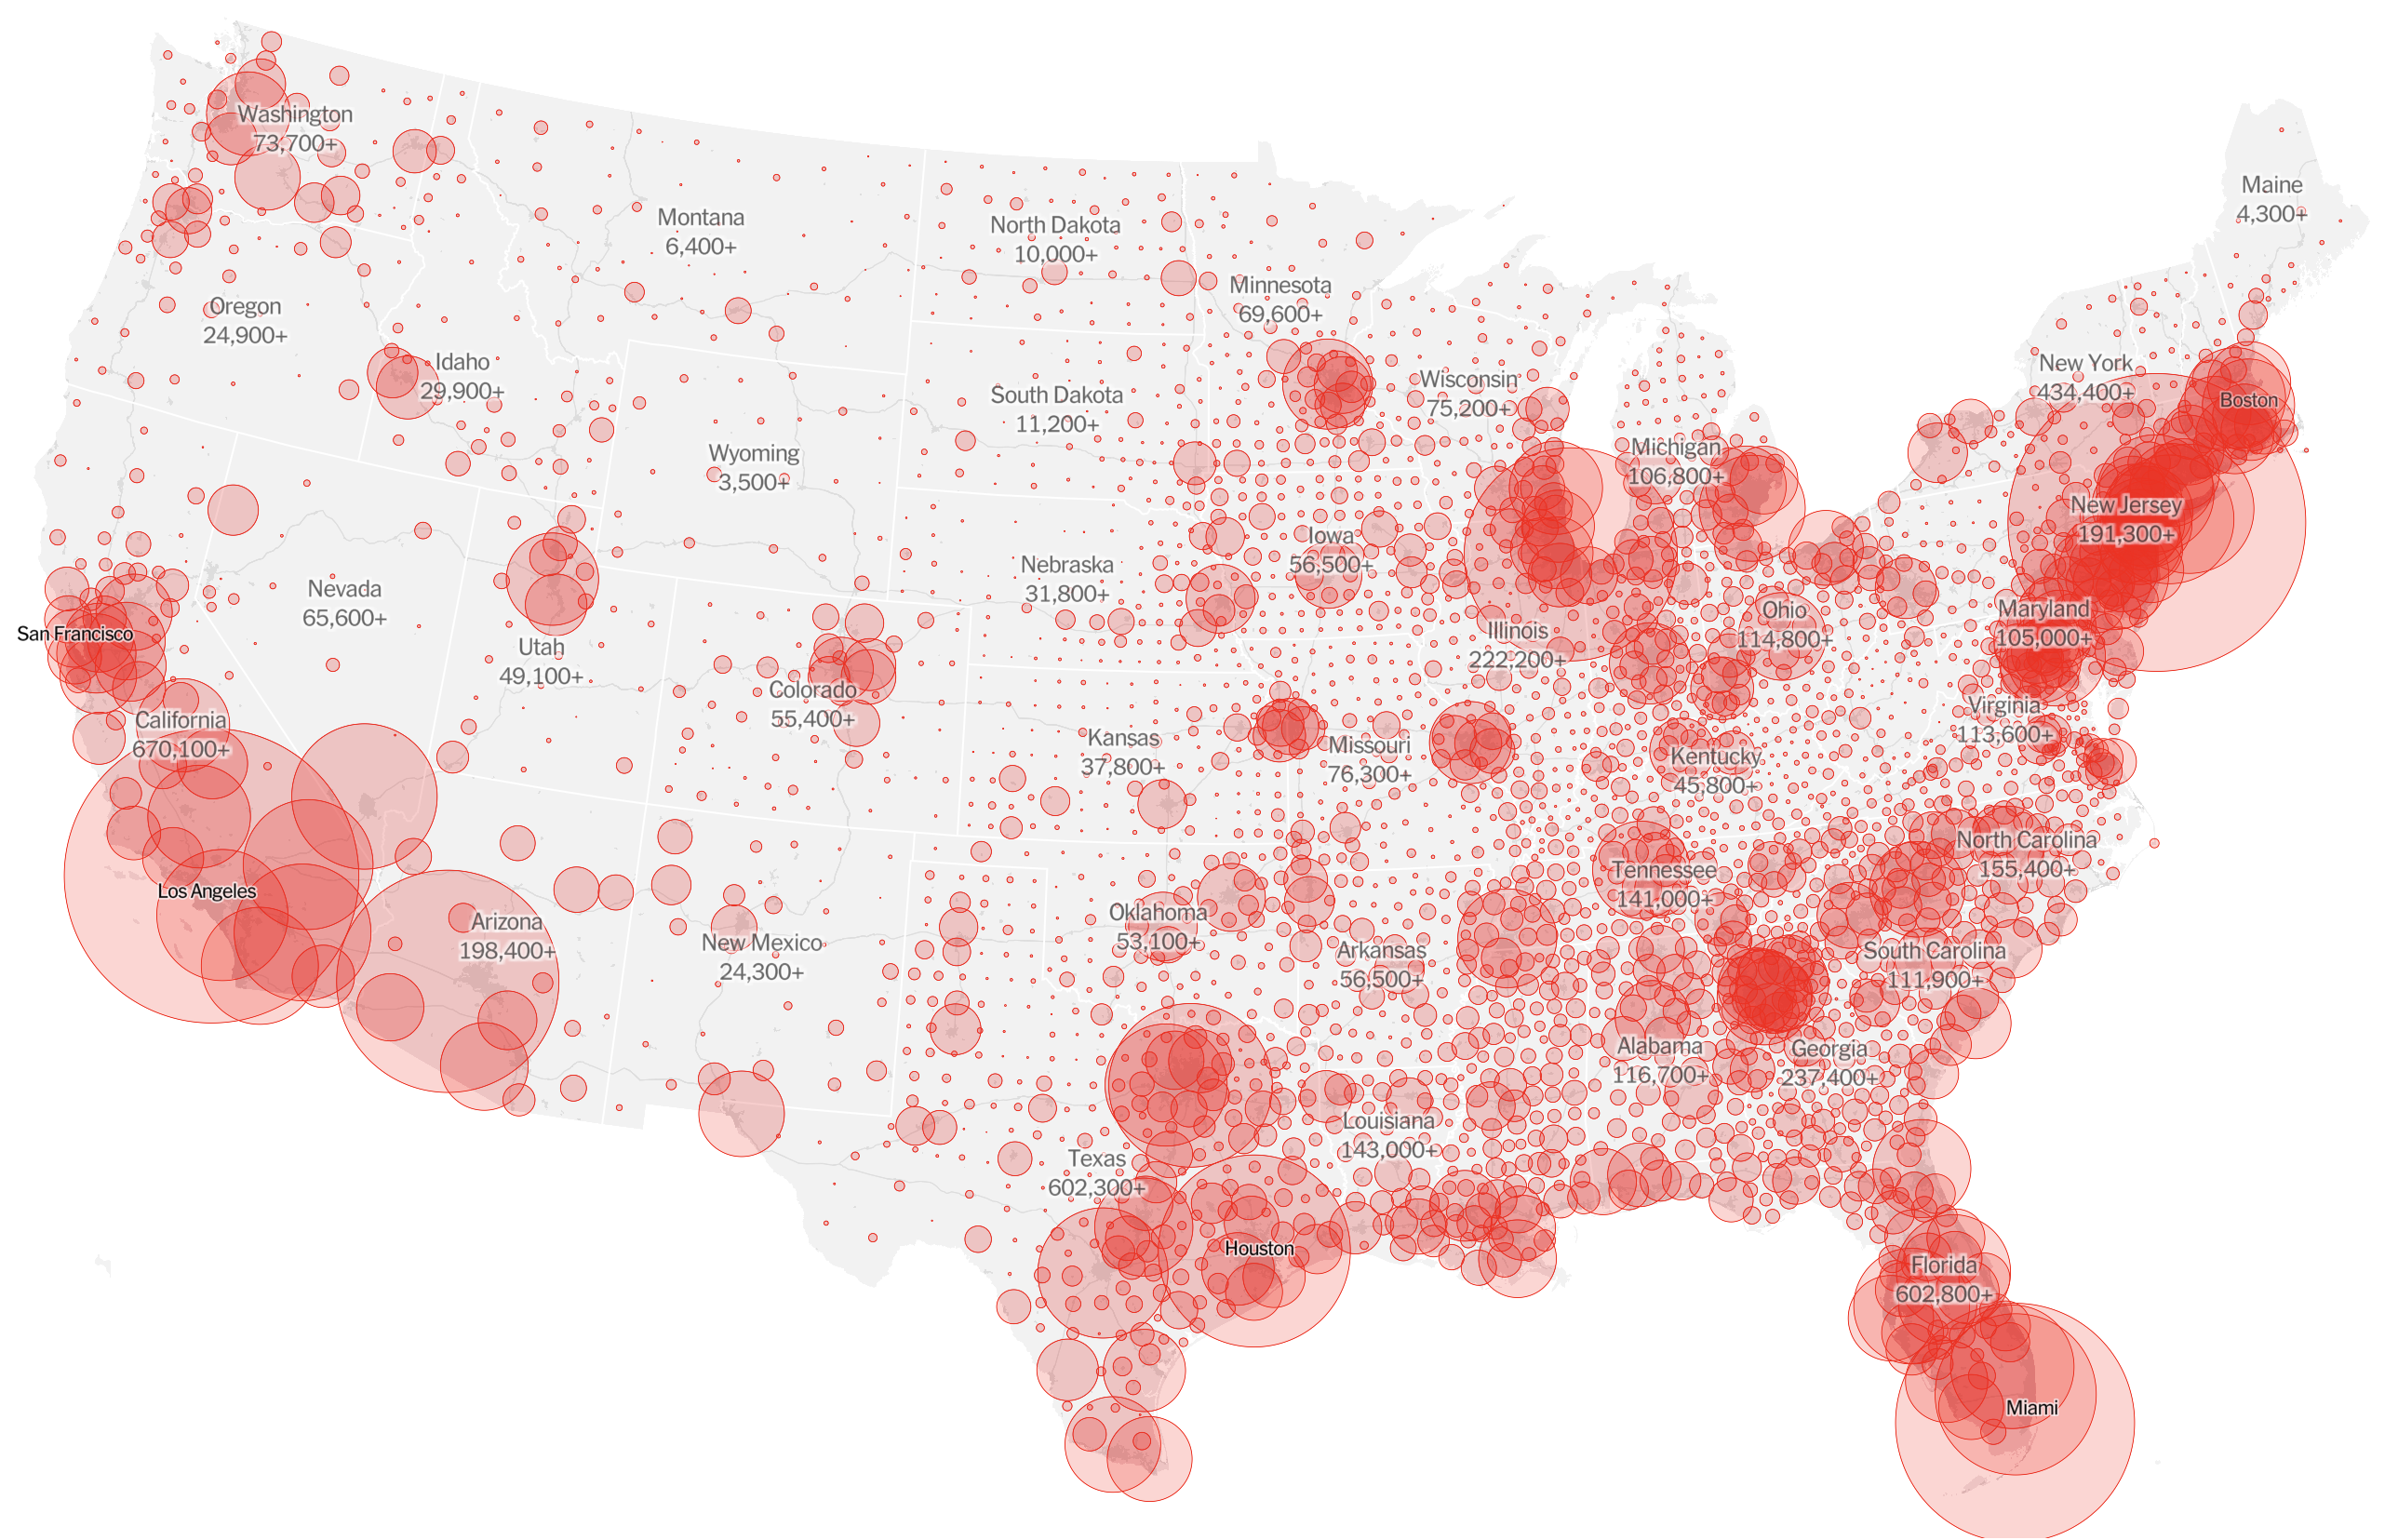 Washington
73,700+
Montana
6,400+
North Dakota
10,000+
Maine
4,300+
Minnesota
69,600+
Oregon
24,900+
Idaho
29,900+
South Dakota
11,200+
Wisconsin
75,200+
New York
434,400+
Boston
Wyoming
3,500+
Michigan
106,800+
New Jersey
191,300+
Iowa
56,500+
Nebraska
31,800+
Nevada
65,600+
San Francisco
Utah
49,100+
Illinois
222,200+
Ohio
114,800+
Maryland
105,000+
Colorado
55,400+
California
670,100+
Kansas
37,800+
Missouri
76,300+
Kentucky
45,800+
Virginia
113,600+
North Carolina
155,400+
Tennessee
141,000+
Los Angeles
Arizona
198,400+
New Mexico
24,300+
Oklahoma
53,100+
Arkansas
56,500+
South Carolina
111,900+
Alabama
116,700+
Georgia
237,400+
Louisiana
143,000+
Texas
602,300+
Houston
Florida
602,800+
Miami